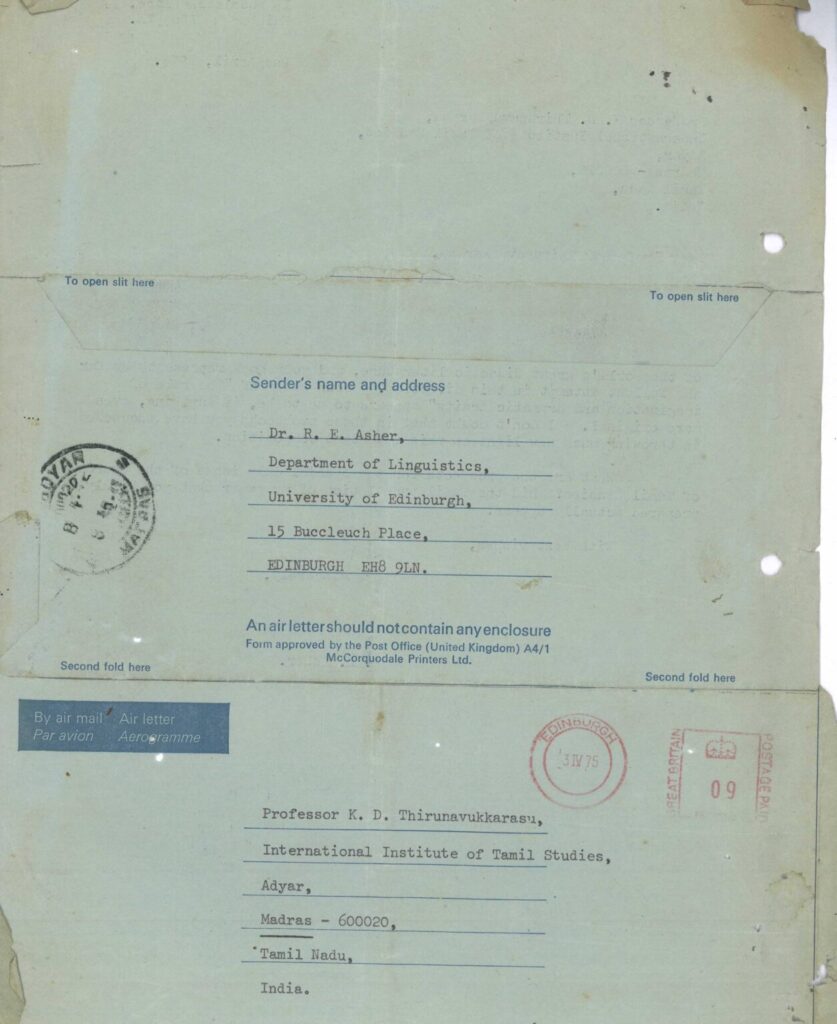 To open slit here
To open slit here
Sender's name and address
Dr. R. E. Asher,
Department of Linguistics,
University of Edinburgh,
15 Buccleuch Place,
EDINBURGH EH8 9LN.
An air letter should not contain any enclosure
Form approved by the Post Office (United Kingdom) A4/1
McCorquodale Printers Ltd.
Second fold here
Second fold here
By air mail Air letter
Par avion Aerogramme
EDINBURGH
3 IV 75
GREAT BRITAIN
09
POSTAGE PAID
Professor K. D. Thirunavukkarasu,
International Institute of Tamil Studies,
Adyar,
Madras - 600020,
Tamil Nadu,
India.